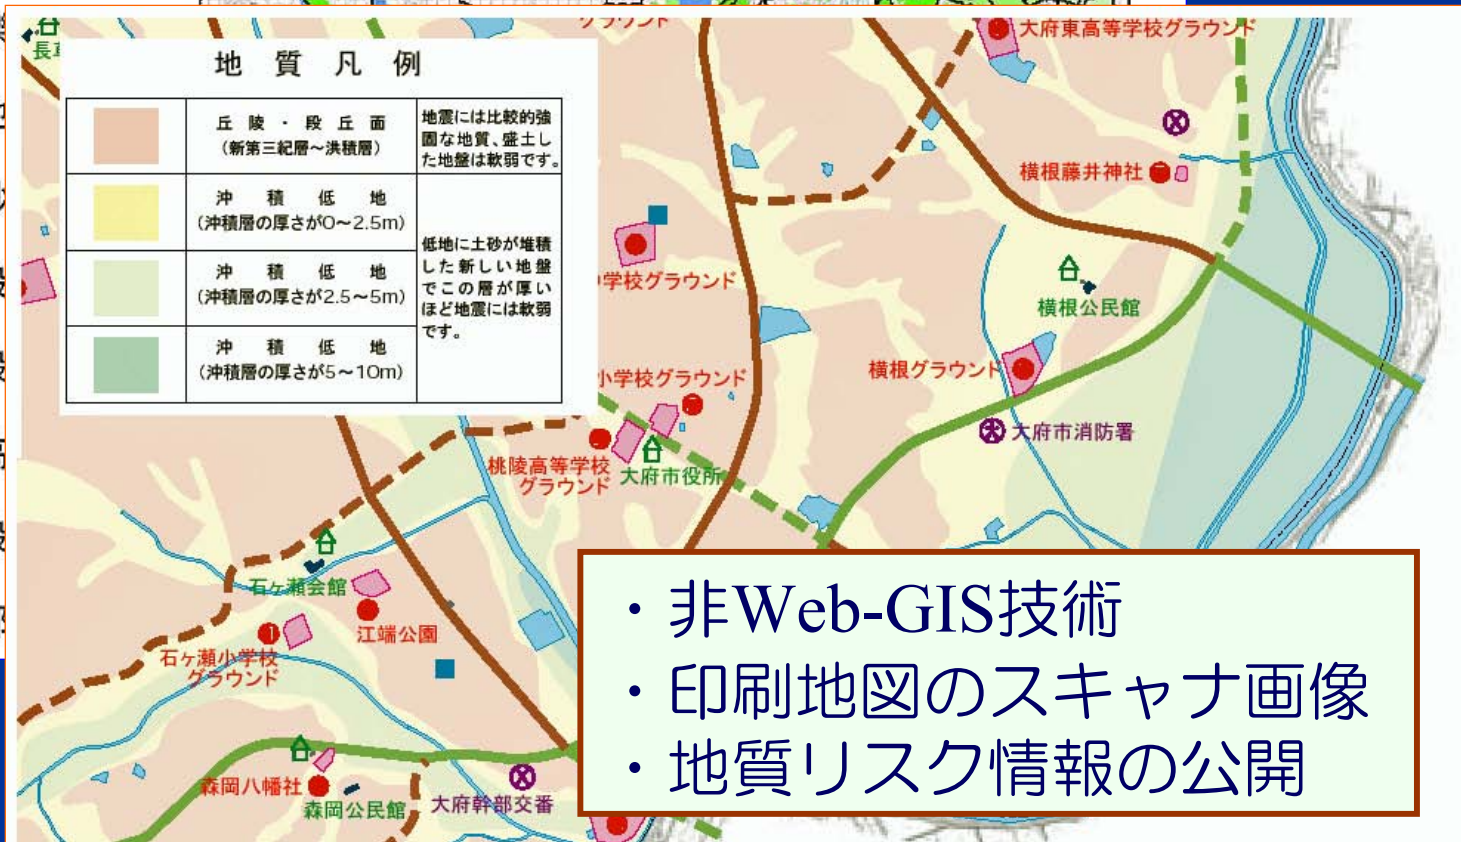 グラウンド
大府東高等学校グラウンド
地質凡例
丘陵・段丘面
(新第三紀層～洪積層)
地震には比較的強
固な地質、盛土し
た地盤は軟弱です。
沖積低地
(沖積層の厚さが0～2.5m)
沖積低地
(沖積層の厚さが2.5～5m)
沖積低地
(沖積層の厚さが5～10m)
低地に土砂が堆積
した新しい地盤
でこの層が厚い
ほど地震には軟弱
です。
横根藤井神社
学校グラウンド
横根公民館
横根グラウンド
小学校グラウンド
大府市消防署
桃陵高等学校
グラウンド
大府市役所
石ヶ瀬会館
江端公園
石ヶ瀬小学校
グラウンド
森岡八幡社
森岡公民館
大府幹部交番
・非Web-GIS技術
・印刷地図のスキャナ画像
・地質リスク情報の公開